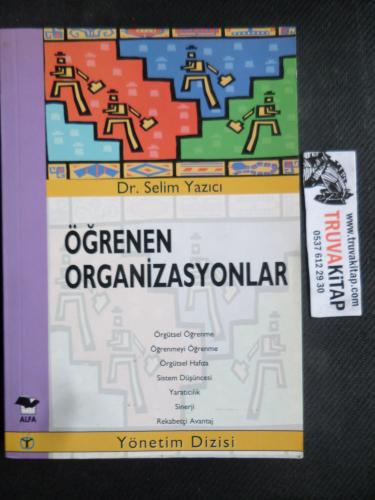 Dr. Selim Yazıcı
ÖĞRENEN
ORGANİZASYONLAR
Örgütsel Öğrenme
Öğrenmeyi Öğrenme
Örgütsel Hafıza
Sistem Düşüncesi
Yaratıcılık
Sinerji
Rekabetçi Avantaj
ALFA
Yönetim Dizisi
www.truvakitap.com
TRUVAKİTAP
0537 612 29 30